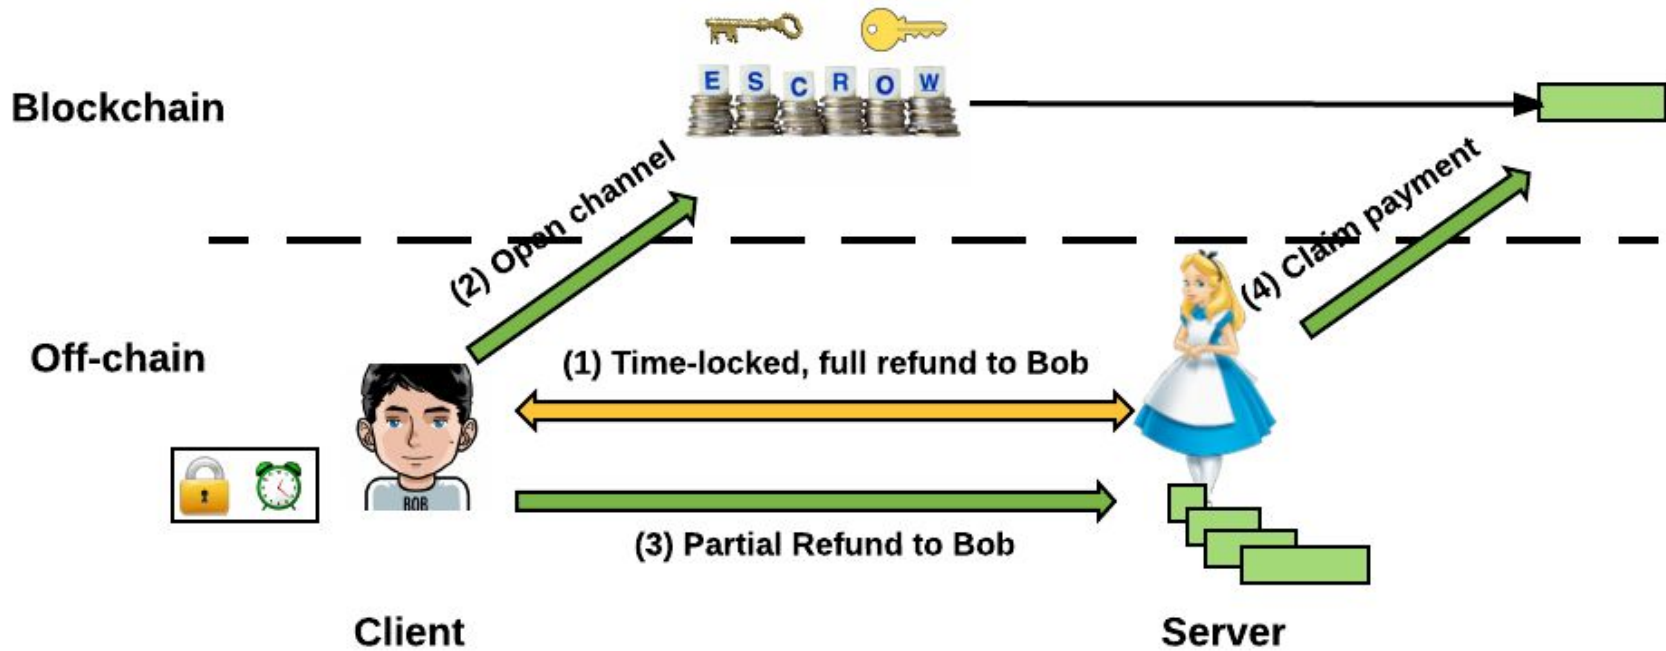 E S C R O W
Blockchain
(2) Open channel
(4) Claim payment
Off-chain
(1) Time-locked, full refund to Bob
BOB
(3) Partial Refund to Bob
Client
Server